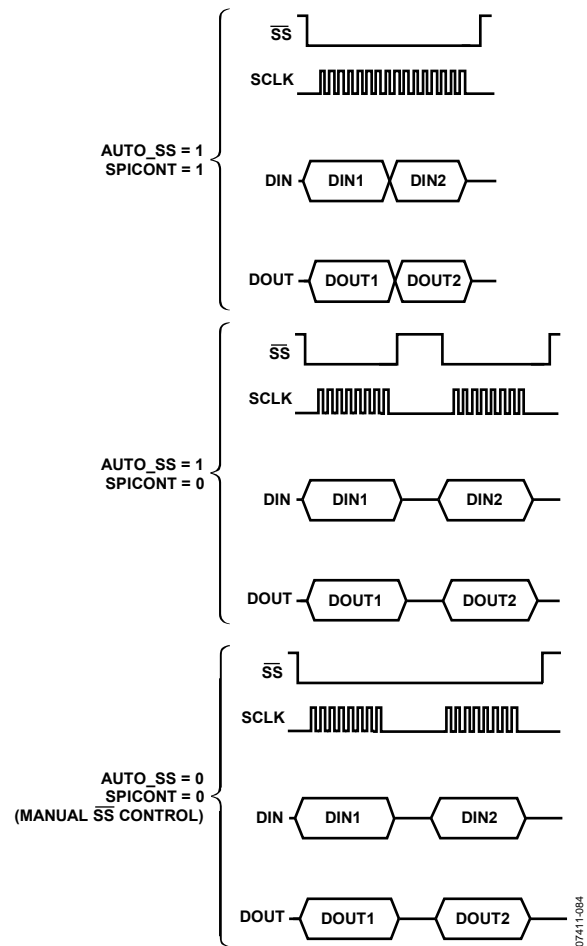 SS
SCLK
AUTO_SS = 1
SPICONT = 1
DIN DIN1 DIN2
DOUT DOUT1 DOUT2
SS
SCLK
AUTO_SS = 1
SPICONT = 0
DIN DIN1 DIN2
DOUT DOUT1 DOUT2
SS
SCLK
AUTO_SS = 0
SPICONT = 0
(MANUAL SS CONTROL)
DIN DIN1 DIN2
DOUT DOUT1 DOUT2
07411-084